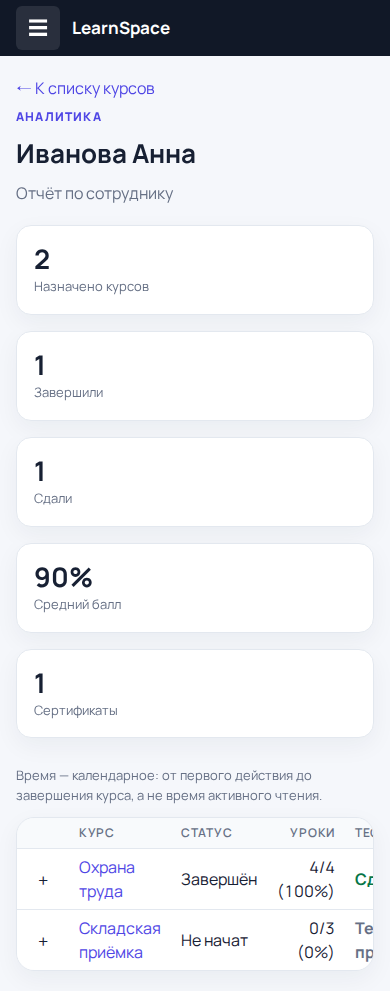 ☰ LearnSpace
← К списку курсов
АНАЛИТИКА
Иванова Анна
Отчёт по сотруднику
2
Назначено курсов
1
Завершили
1
Сдали
90%
Средний балл
1
Сертификаты
Время — календарное: от первого действия до
завершения курса, а не время активного чтения.
КУРС СТАТУС УРОКИ
+ Охрана труда Завершён 4/4 (100%)
+ Складская приёмка Не начат 0/3 (0%)